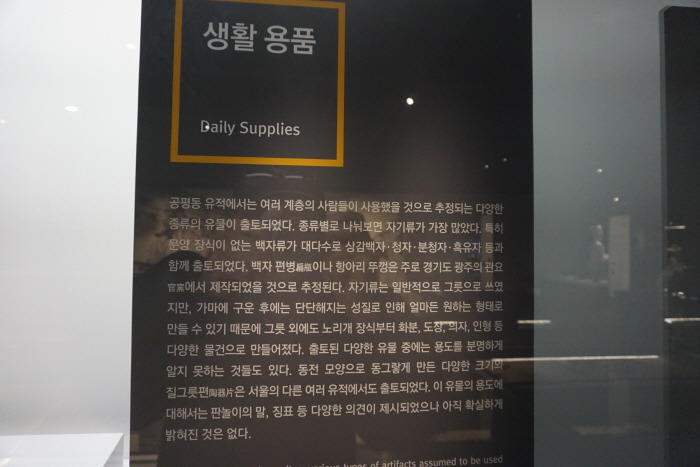 생활 용품
Daily Supplies
공평동 유적에서는 여러 계층의 사람들이 사용했을 것으로 추정되는 다양한
종류의 유물이 출토되었다. 종류별로 나눠보면 자기류가 가장 많았다. 특히
문양 장식이 없는 백자류가 대다수로 상감백자·청자·분청자·흑유자 등과
함께 출토되었다. 백자 편병扁甁이나 항아리 뚜껑은 주로 경기도 광주의 관요
官窯에서 제작되었을 것으로 추정된다. 자기류는 일반적으로 그릇으로 쓰였
지만, 가마에 구운 후에는 단단해지는 성질로 인해 얼마든 원하는 형태로
만들 수 있기 때문에 그릇 외에도 노리개 장식부터 화분, 도장, 의자, 인형 등
다양한 물건으로 만들어졌다. 출토된 다양한 유물 중에는 용도를 분명하게
알지 못하는 것들도 있다. 동전 모양으로 동그랗게 만든 다양한 크기의
질그릇편陶器片은 서울의 다른 여러 유적에서도 출토되었다. 이 유물의 용도에
대해서는 판놀이의 말, 징표 등 다양한 의견이 제시되었으나 아직 확실하게
밝혀진 것은 없다.
various types of artifacts assumed to be used